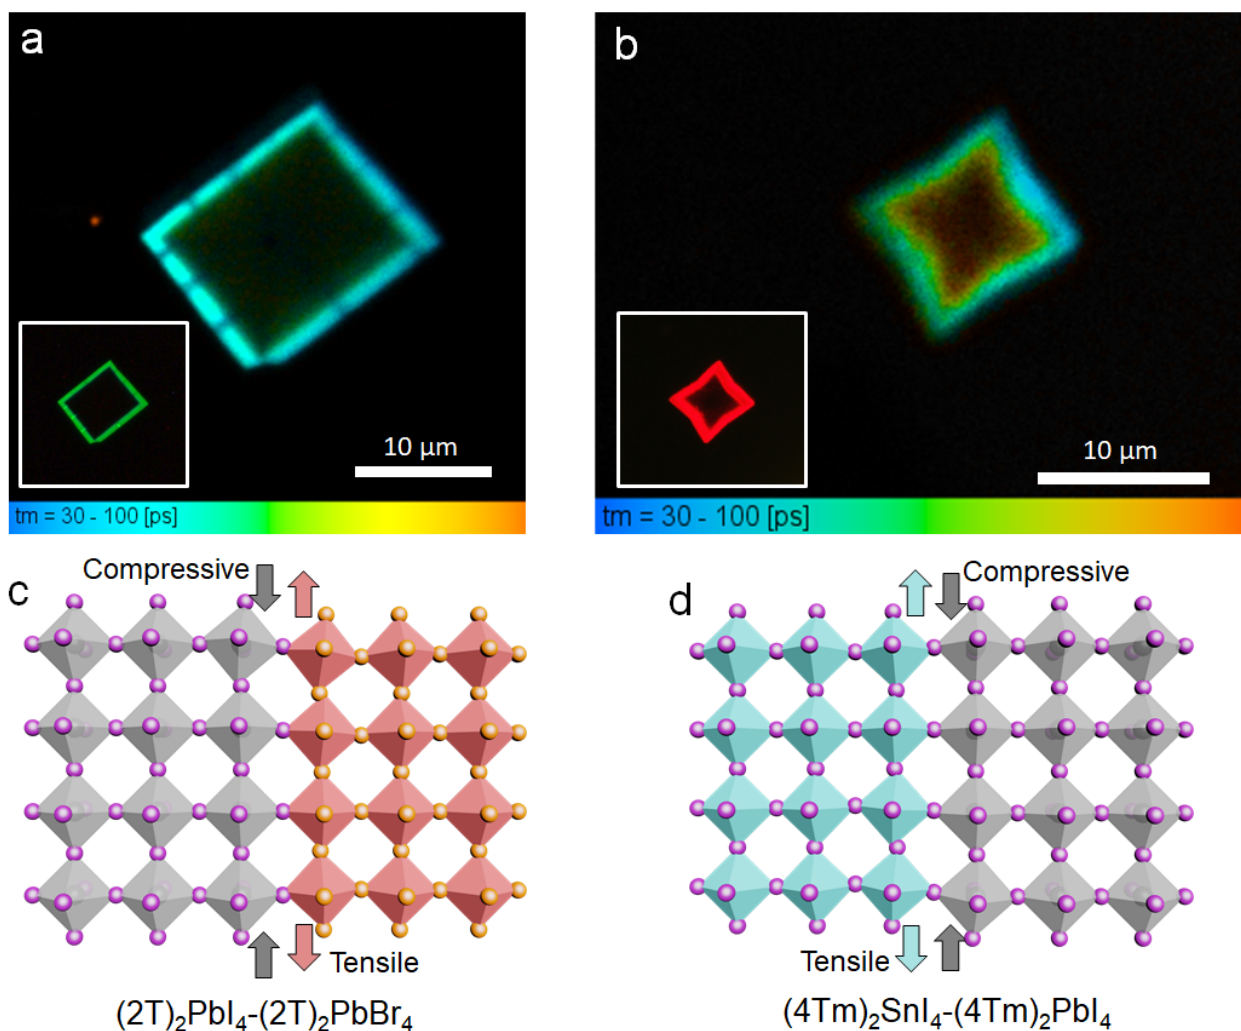 a
b
10 µm
10 µm
tm = 30 - 100 [ps]
tm = 30 - 100 [ps]
c
Compressive
Tensile
(2T)₂PbI₄-(2T)₂PbBr₄
d
Compressive
Tensile
(4Tm)₂SnI₄-(4Tm)₂PbI₄